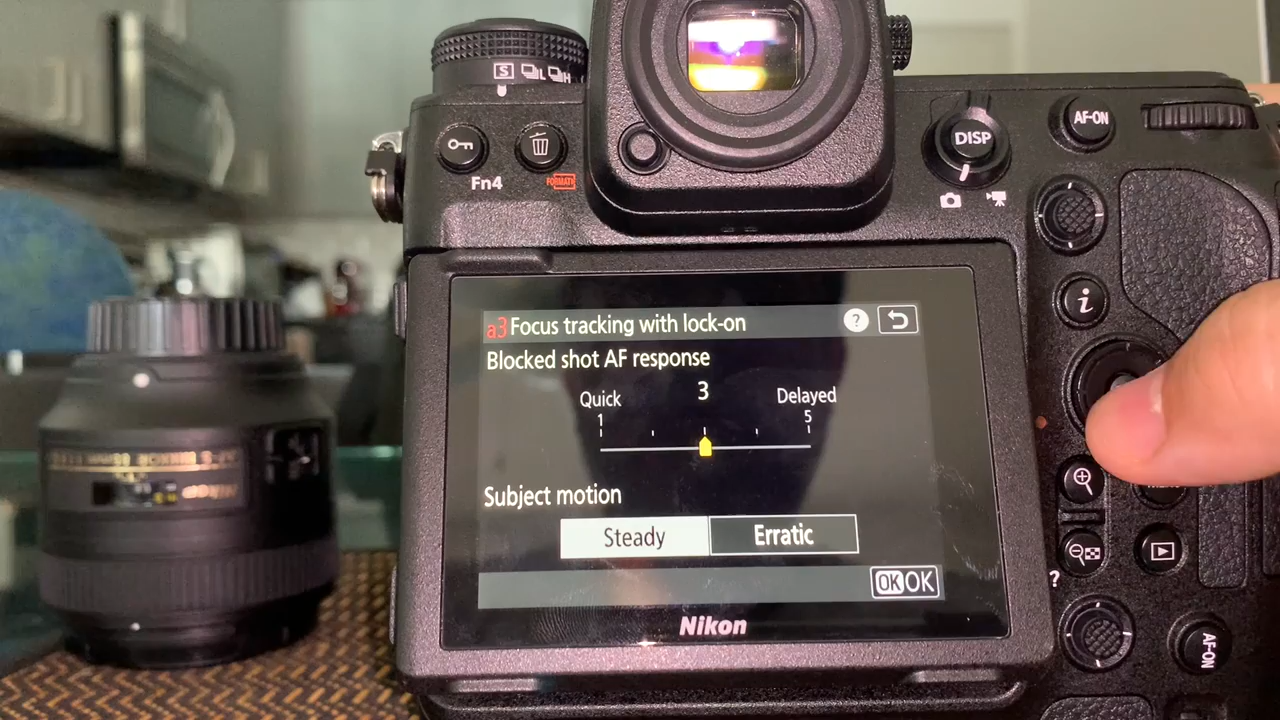 S L H
Fn4
FORMAT
DISP
AF-ON
i
a3 Focus tracking with lock-on ?
Blocked shot AF response
3
Quick Delayed
1 5
Subject motion
Steady Erratic
OK OK
?
Nikon
AF-ON
Nikon